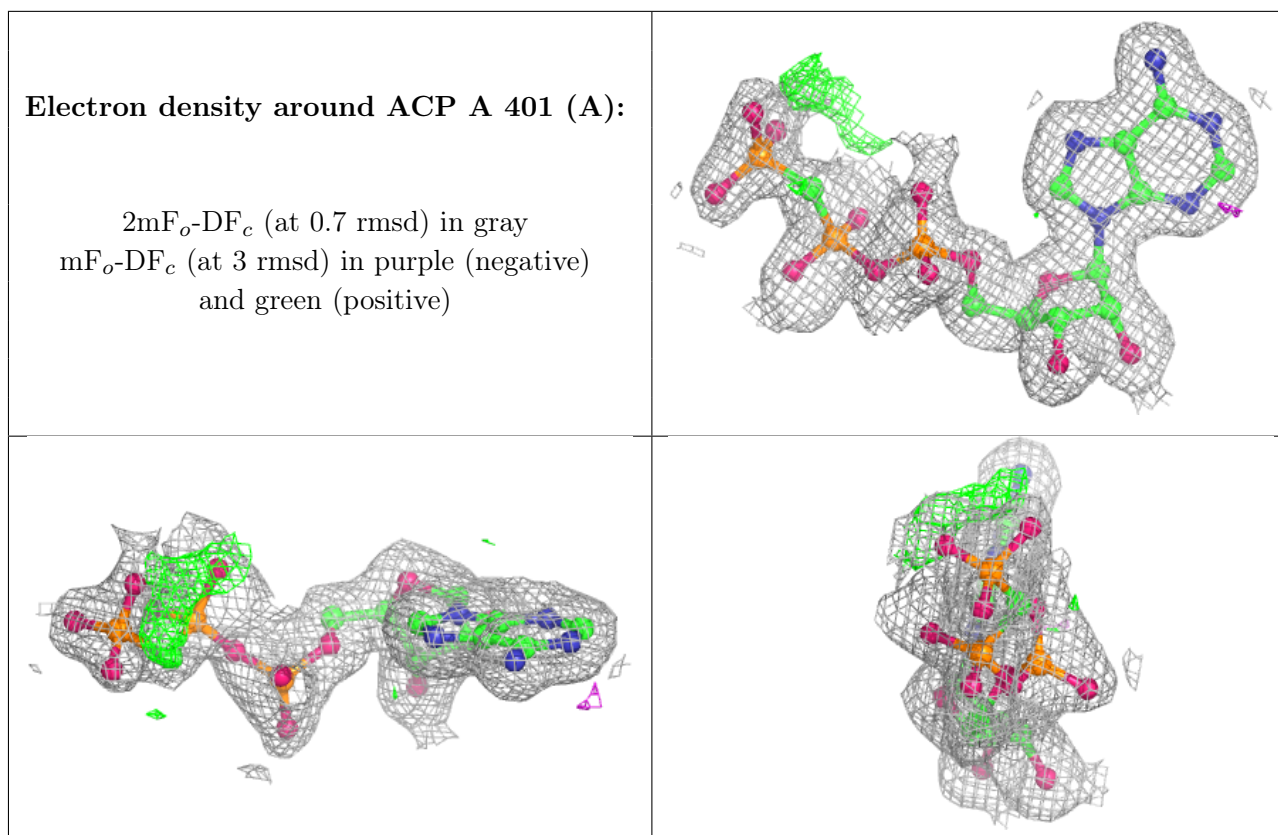 Electron density around ACP A 401 (A):
2mFo-DFc (at 0.7 rmsd) in gray
mFo-DFc (at 3 rmsd) in purple (negative)
and green (positive)